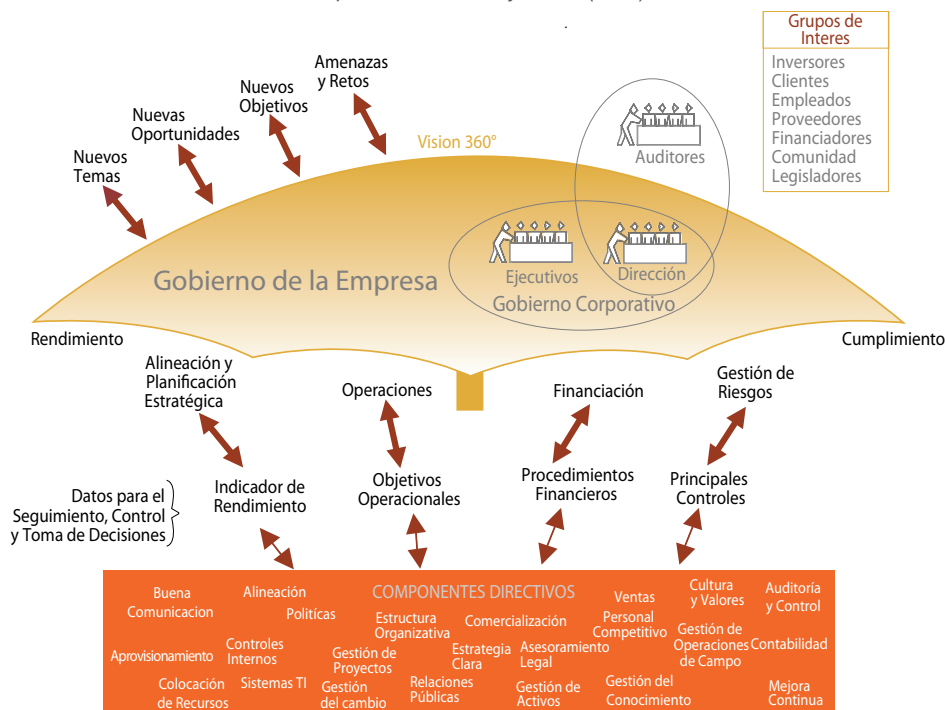 Grupos de
Interes
Inversores
Clientes
Empleados
Proveedores
Financiadores
Comunidad
Legisladores
Amenazas
y Retos
Nuevos
Objetivos
Nuevas
Oportunidades
Nuevos
Temas
Vision 360°
Auditores
Ejecutivos
Dirección
Gobierno de la Empresa
Gobierno Corporativo
Rendimiento
Cumplimiento
Alineación y
Planificación
Estratégica
Operaciones
Financiación
Gestión de
Riesgos
Datos para el
Seguimiento, Control
y Toma de Decisiones
Indicador de
Rendimiento
Objetivos
Operacionales
Procedimientos
Financieros
Principales
Controles
COMPONENTES DIRECTIVOS
Buena
Comunicacion
Alineación
Politícas
Estructura
Organizativa
Comercialización
Ventas
Personal
Competitivo
Cultura
y Valores
Auditoría
y Control
Aprovisionamiento
Controles
Internos
Gestión de
Proyectos
Estrategia
Clara
Asesoramiento
Legal
Gestión de
Operaciones
de Campo
Contabilidad
Colocación
de Recursos
Sistemas TI
Gestión
del cambio
Relaciones
Públicas
Gestión de
Activos
Gestión del
Conocimiento
Mejora
Continua